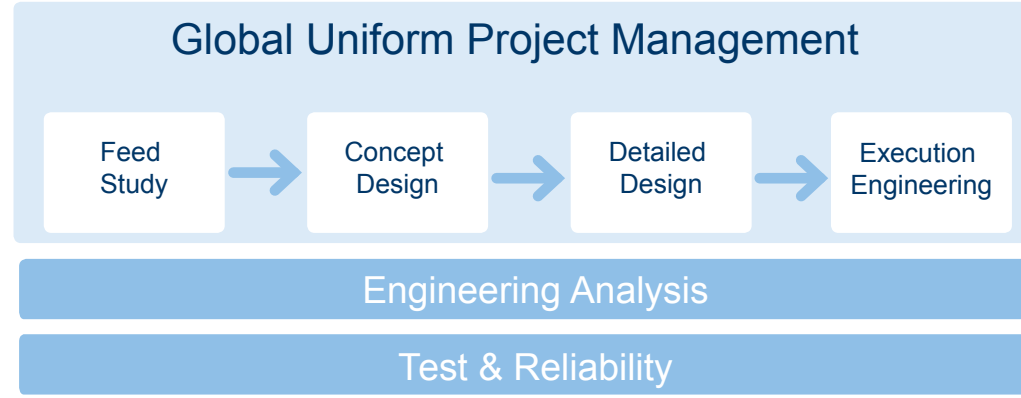 Global Uniform Project Management
Feed
Study
Concept
Design
Detailed
Design
Execution
Engineering
Engineering Analysis
Test & Reliability